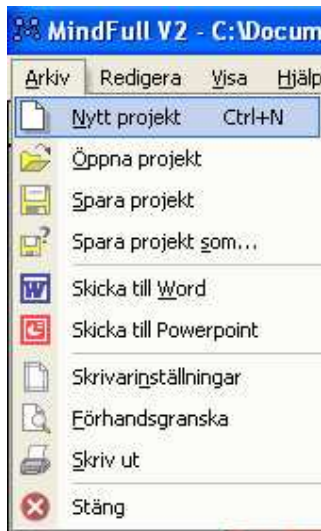 MindFull V2 - C:\Docum
Arkiv Redigera Visa Hjälp
Nytt projekt Ctrl+N
Öppna projekt
Spara projekt
Spara projekt som...
Skicka till Word
Skicka till Powerpoint
Skrivarinställningar
Förhandsgranska
Skriv ut
Stäng